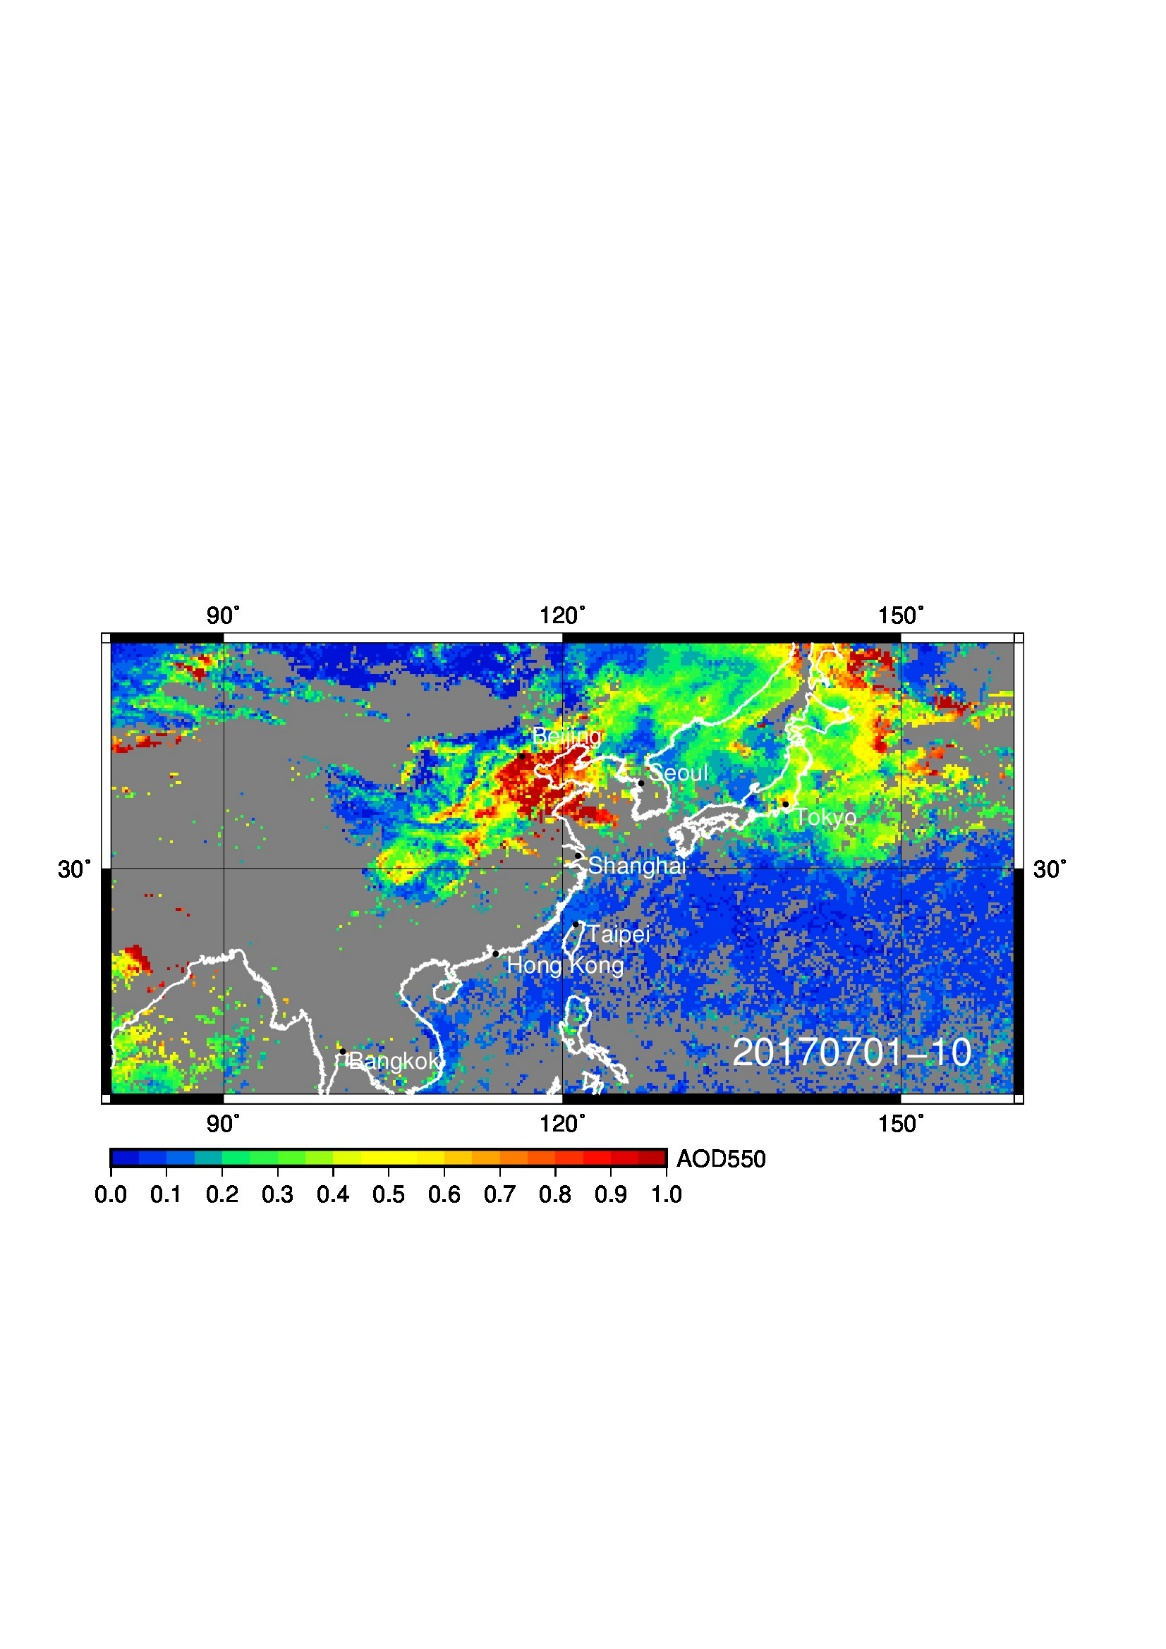 90° 120° 150°
Beijing
Seoul
Tokyo
30° 30°
Shanghai
Taipei
Hong Kong
20170701-10
Bangkok
90° 120° 150°
AOD550
0.0 0.1 0.2 0.3 0.4 0.5 0.6 0.7 0.8 0.9 1.0